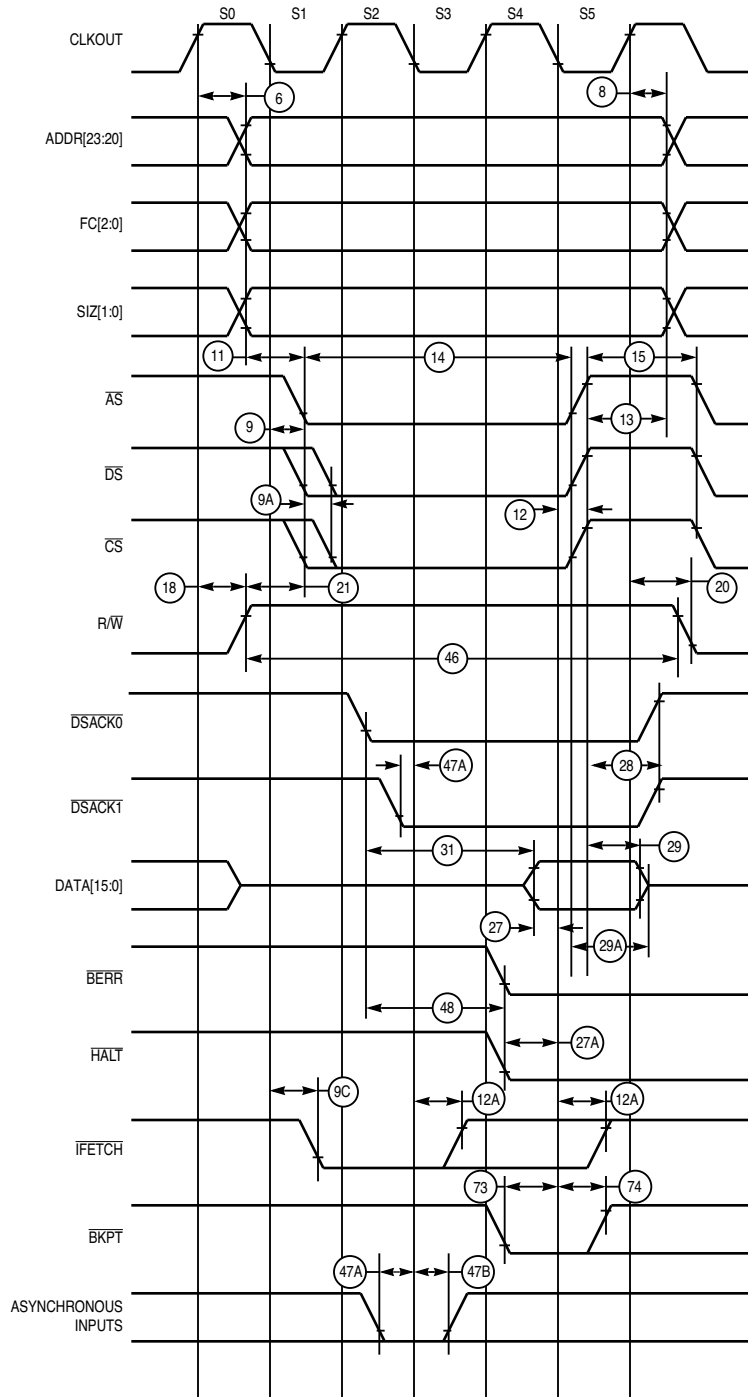 S0 S1 S2 S3 S4 S5
CLKOUT
6 8
ADDR[23:20]
FC[2:0]
SIZ[1:0]
11 14 15
AS
9 13
DS
9A 12
CS
18 21 20
R/W
46
DSACK0
47A 28
DSACK1
31 29
DATA[15:0]
27 29A
BERR
48
27A
HALT
9C 12A 12A
IFETCH
73 74
BKPT
47A 47B
ASYNCHRONOUS
INPUTS